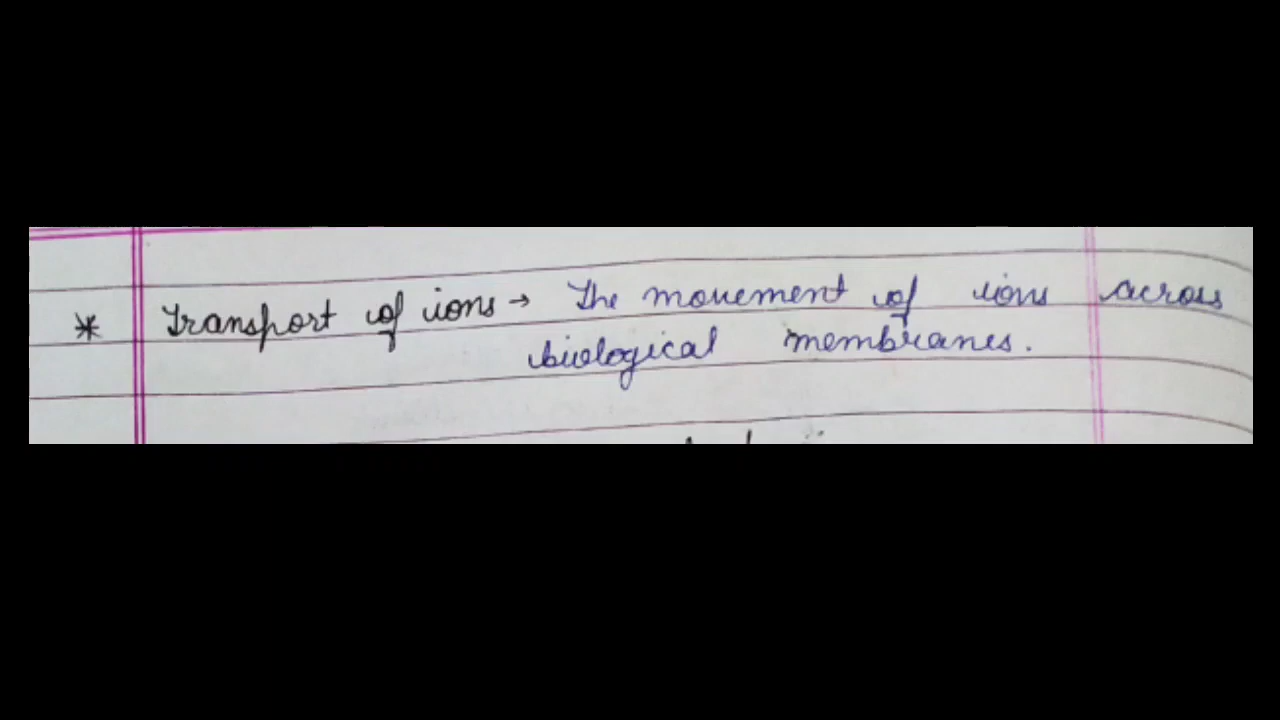 * Transport of ions → The movement of ions across
biological membranes.